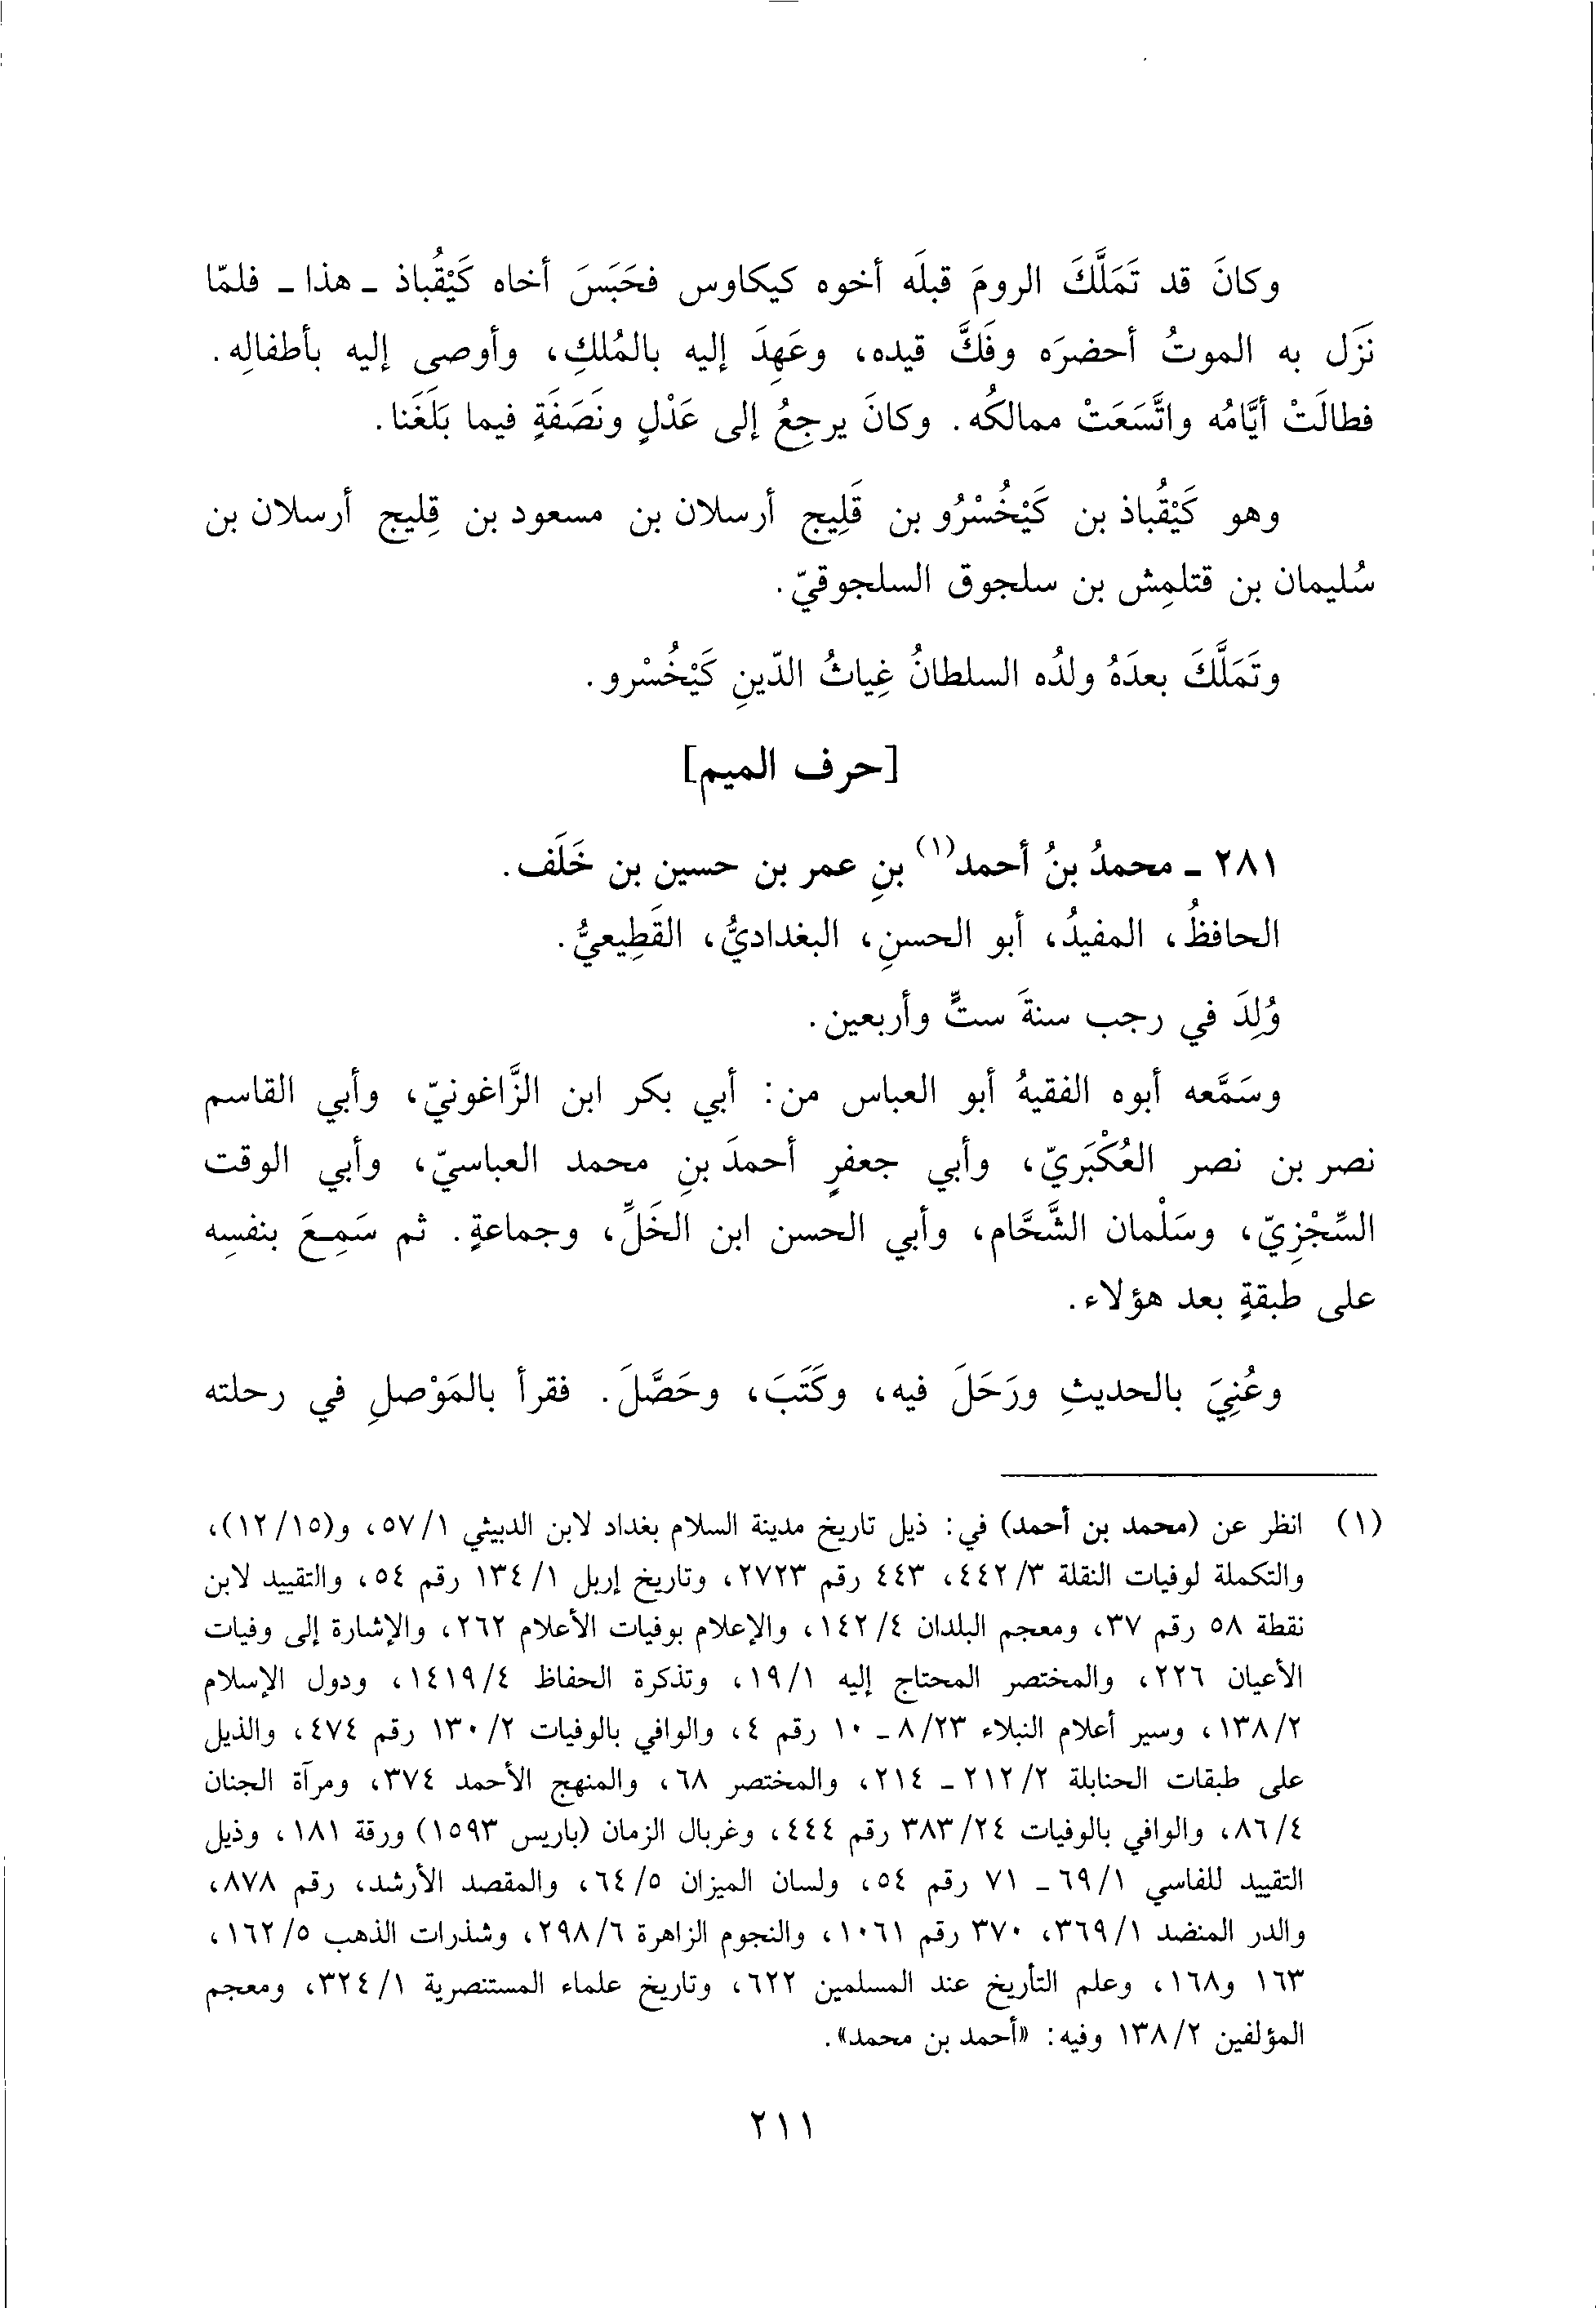 وكانَ قد تَمَلَّكَ الرومَ قبلَه أخوه كيكاوس فحَبَسَ أخاه كَيْقُباذ ـ هذا ـ فلمّا
نَزَل به الموتُ أحضرَه وفَكَّ قيده، وعَهِدَ إليه بالمُلكِ، وأوصى إليه بأطفالِه.
فطالَتْ أيَّامُه واتَّسَعَتْ ممالكُه. وكانَ يرجِعُ إلى عَدْلٍ ونَصَفَةٍ فيما بَلَغَنا.
وهو كَيْقُباذ بن كَيْخُسْرُو بن قَلِيج أرسلان بن مسعود بن قِليج أرسلان بن
سُليمان بن قتلمِش بن سلجوق السلجوقيّ.
وتَمَلَّكَ بعدَهُ ولدُه السلطانُ غِياثُ الدّينِ كَيْخُسْرو.
[حرف الميم]
٢٨١ ـ محمدُ بنُ أحمد(١) بنِ عمر بن حسين بن خَلَف.
الحافظُ، المفيدُ، أبو الحسنِ، البغداديُّ، القَطِيعيُّ.
وُلِدَ في رجب سنةَ ستٍّ وأربعين.
وسَمَّعه أبوه الفقيهُ أبو العباس من: أبي بكر ابن الزَّاغونيّ، وأبي القاسم
نصر بن نصر العُكْبَريّ، وأبي جعفرٍ أحمدَ بنِ محمد العباسيّ، وأبي الوقت
السِّجْزِيّ، وسَلْمان الشَّحَّام، وأبي الحسن ابن الخَلِّ، وجماعةٍ. ثم سَمِعَ بنفسِه
على طبقةٍ بعد هؤلاء.
وعُنِيَ بالحديثِ ورَحَلَ فيه، وكَتَبَ، وحَصَّلَ. فقرأ بالمَوْصلِ في رحلته
(١) انظر عن (محمد بن أحمد) في: ذيل تاريخ مدينة السلام بغداد لابن الدبيثي ١/ ٥٧، و(١٥/ ١٢)،
والتكملة لوفيات النقلة ٣/ ٤٤٢، ٤٤٣ رقم ٢٧٢٣، وتاريخ إربل ١/ ١٣٤ رقم ٥٤، والتقييد لابن
نقطة ٥٨ رقم ٣٧، ومعجم البلدان ٤/ ١٤٢، والإعلام بوفيات الأعلام ٢٦٢، والإشارة إلى وفيات
الأعيان ٢٢٦، والمختصر المحتاج إليه ١/ ١٩، وتذكرة الحفاظ ٤/ ١٤١٩، ودول الإسلام
٢/ ١٣٨، وسير أعلام النبلاء ٢٣/ ٨ ـ ١٠ رقم ٤، والوافي بالوفيات ٢/ ١٣٠ رقم ٤٧٤، والذيل
على طبقات الحنابلة ٢/ ٢١٢ ـ ٢١٤، والمختصر ٦٨، والمنهج الأحمد ٣٧٤، ومرآة الجنان
٤/ ٨٦، والوافي بالوفيات ٢٤/ ٣٨٣ رقم ٤٤٤، وغربال الزمان (باريس ١٥٩٣) ورقة ١٨١، وذيل
التقييد للفاسي ١/ ٦٩ ـ ٧١ رقم ٥٤، ولسان الميزان ٥/ ٦٤، والمقصد الأرشد، رقم ٨٧٨،
والدر المنضد ١/ ٣٦٩، ٣٧٠ رقم ١٠٦١، والنجوم الزاهرة ٦/ ٢٩٨، وشذرات الذهب ٥/ ١٦٢،
١٦٣ و١٦٨، وعلم التأريخ عند المسلمين ٦٢٢، وتاريخ علماء المستنصرية ١/ ٣٢٤، ومعجم
المؤلفين ٢/ ١٣٨ وفيه: «أحمد بن محمد».
٢١١